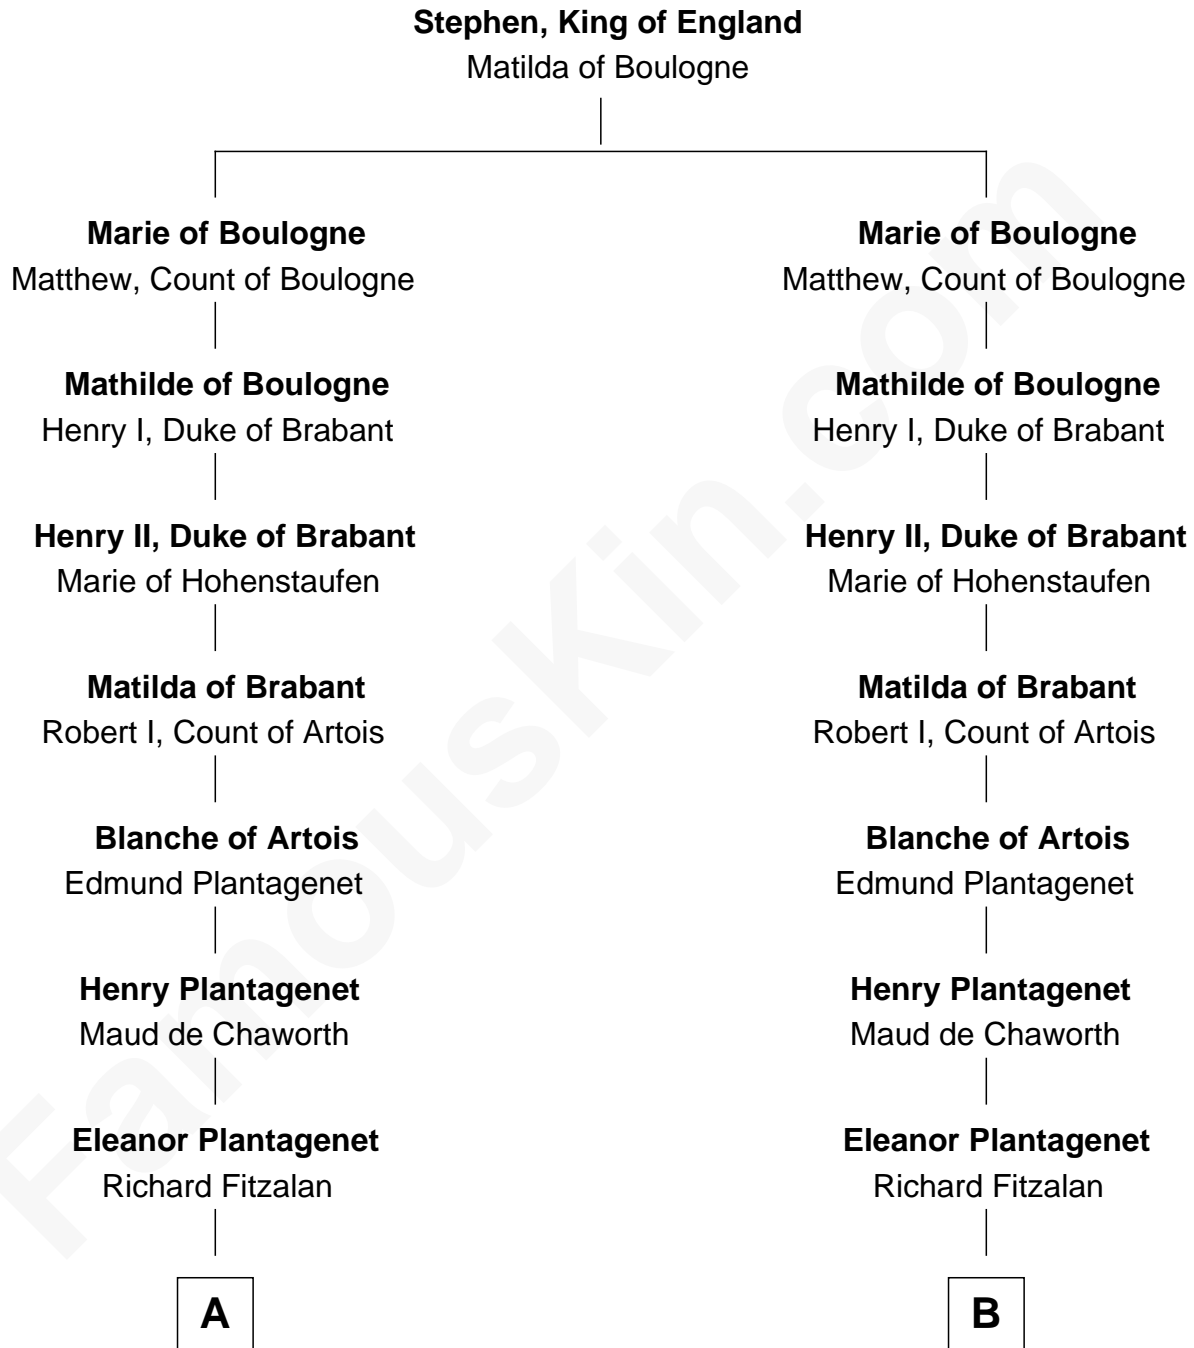 Stephen, King of England
Matilda of Boulogne
Marie of Boulogne
Matthew, Count of Boulogne
Mathilde of Boulogne
Henry I, Duke of Brabant
Henry II, Duke of Brabant
Marie of Hohenstaufen
Matilda of Brabant
Robert I, Count of Artois
Blanche of Artois
Edmund Plantagenet
Henry Plantagenet
Maud de Chaworth
Eleanor Plantagenet
Richard Fitzalan
A
Marie of Boulogne
Matthew, Count of Boulogne
Mathilde of Boulogne
Henry I, Duke of Brabant
Henry II, Duke of Brabant
Marie of Hohenstaufen
Matilda of Brabant
Robert I, Count of Artois
Blanche of Artois
Edmund Plantagenet
Henry Plantagenet
Maud de Chaworth
Eleanor Plantagenet
Richard Fitzalan
B
FamousKin.com